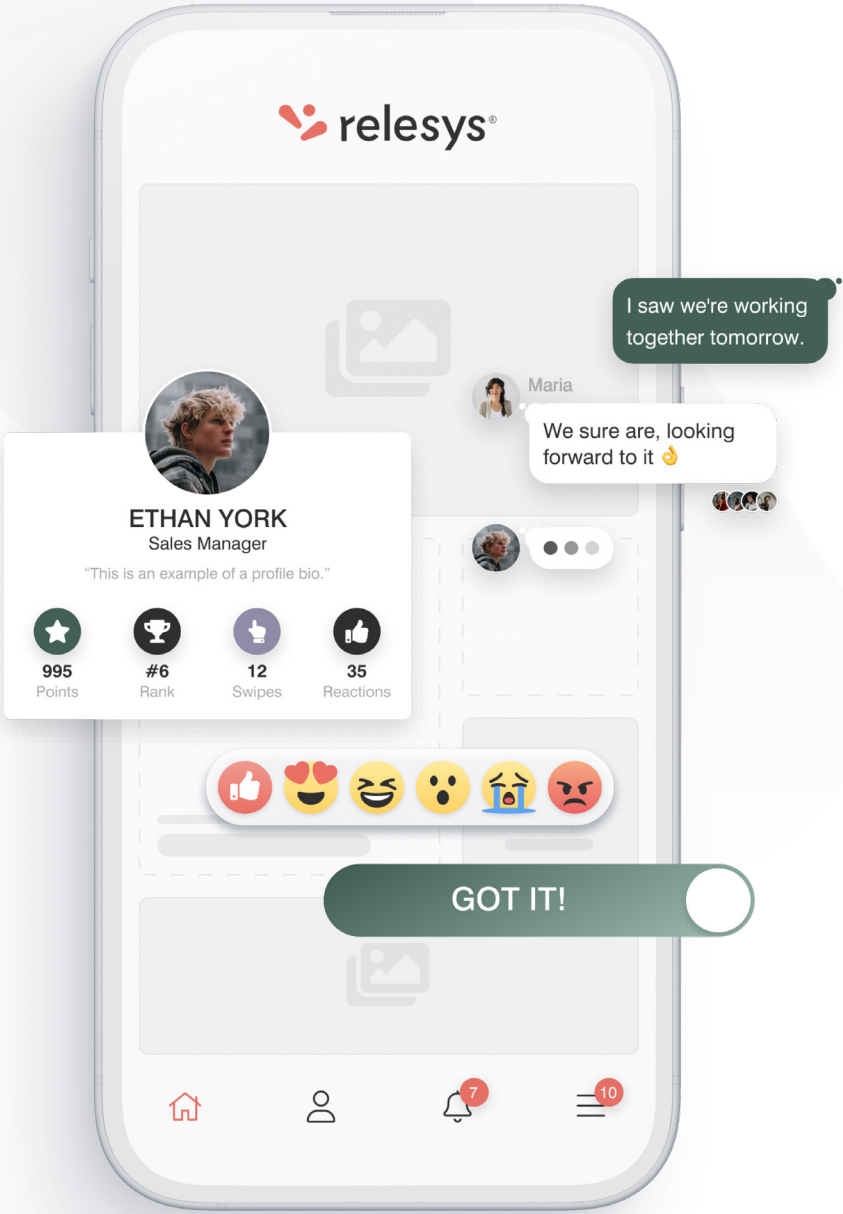 relesys®
I saw we're working
together tomorrow.
Maria
We sure are, looking
forward to it 👌
ETHAN YORK
Sales Manager
“This is an example of a profile bio.”
995
Points
#6
Rank
12
Swipes
35
Reactions
GOT IT!
7
10